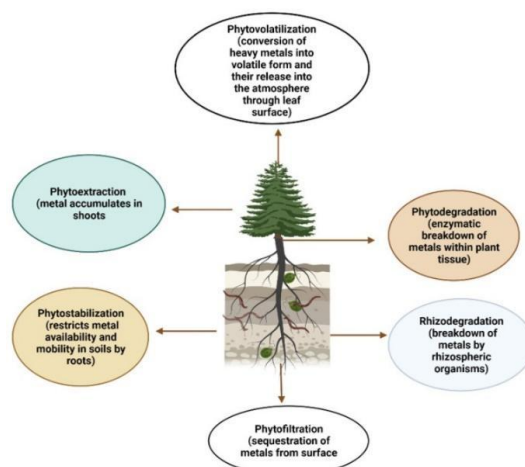 Phytovolatilization
(conversion of
heavy metals into
volatile form and
their release into
the atmosphere
through leaf
surface)
Phytoextraction
(metal accumulates in
shoots
Phytodegradation
(enzymatic
breakdown of
metals within plant
tissue)
Phytostabilization
(restricts metal
availability and
mobility in soils by
roots)
Rhizodegradation
(breakdown of
metals by
rhizospheric
organisms)
Phytofiltration
(sequestration of
metals from surface